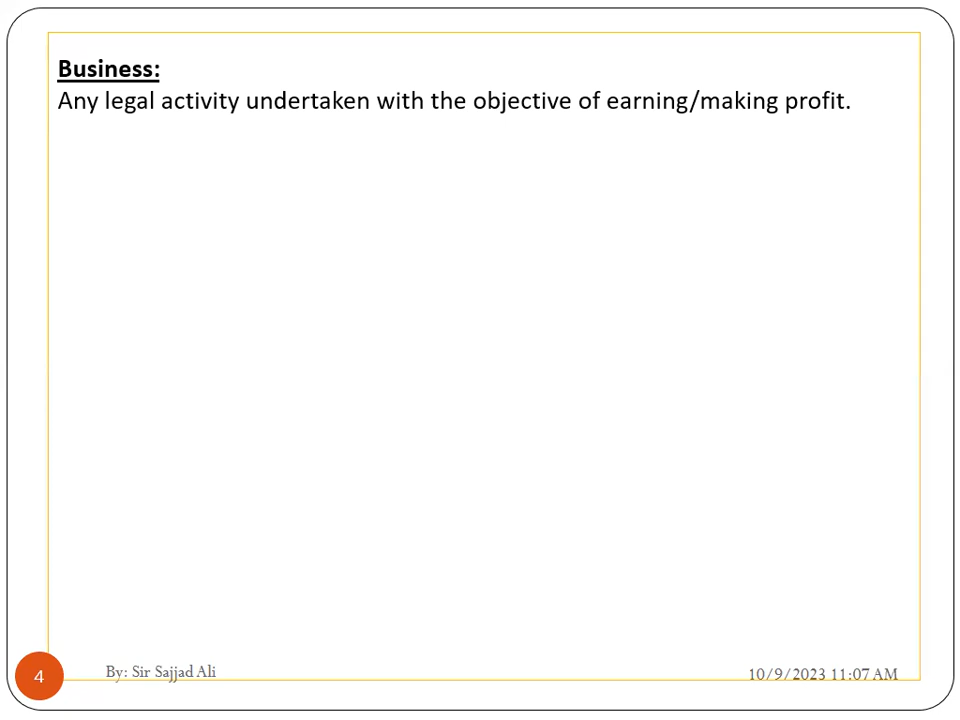 Business:
Any legal activity undertaken with the objective of earning/making profit.
4
By: Sir Sajjad Ali
10/9/2023 11:07 AM